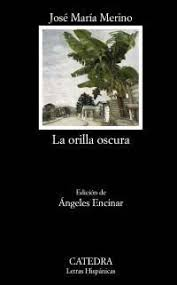 José María Merino
La orilla oscura
Edición de
Ángeles Encinar
CATEDRA
Letras Hispánicas